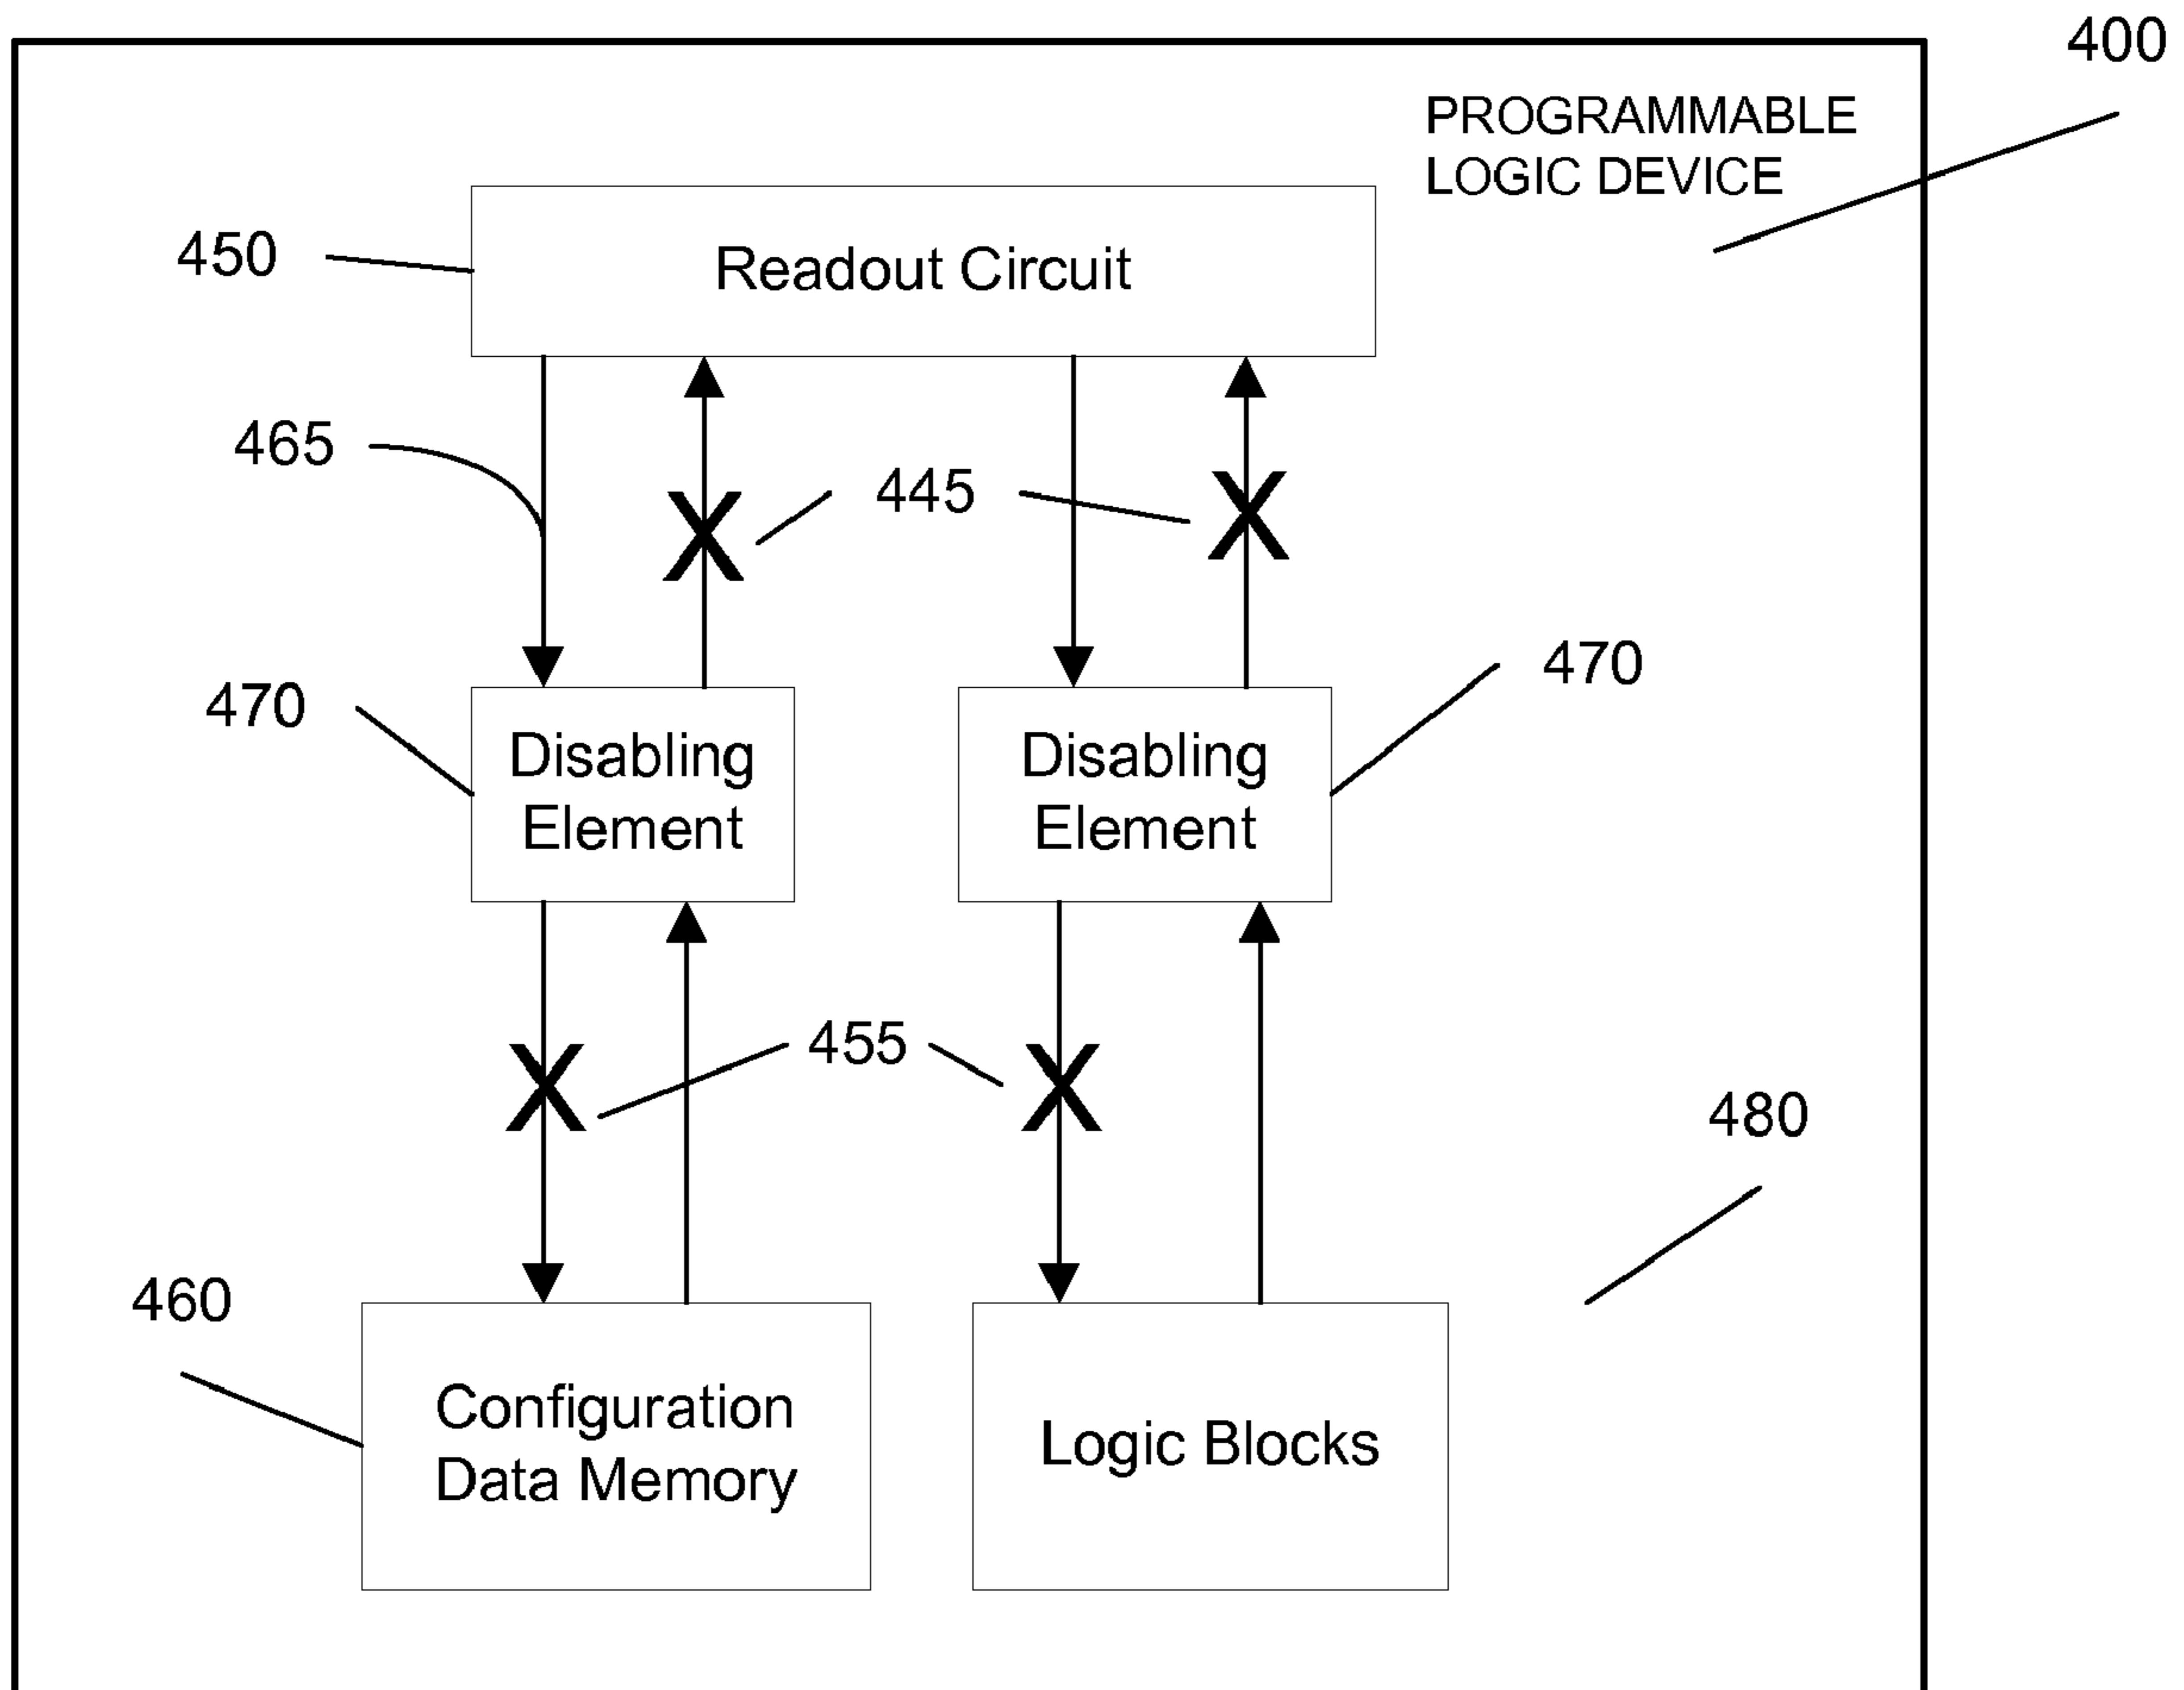 400
PROGRAMMABLE
LOGIC DEVICE
450
Readout Circuit
465
445
470
470
Disabling
Element
Disabling
Element
455
480
460
Configuration
Data Memory
Logic Blocks
X
X
X
X